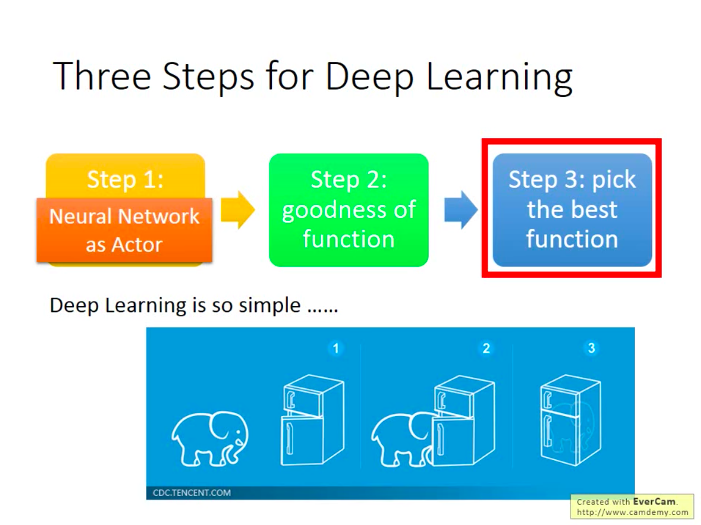 Three Steps for Deep Learning
Step 1:
Neural Network
as Actor
Step 2:
goodness of
function
Step 3: pick
the best
function
Deep Learning is so simple ……
1
2
3
CDC.TENCENT.COM
Created with EverCam.
http://www.camdemy.com